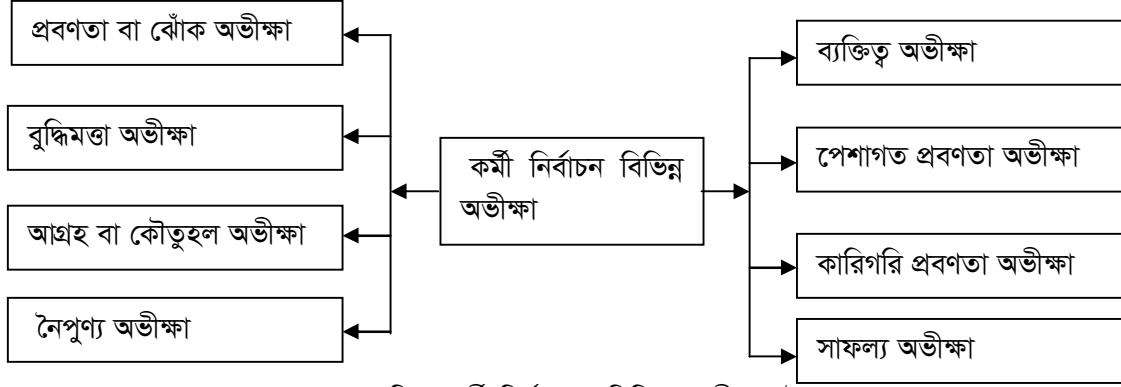 প্রবণতা বা ঝোঁক অভীক্ষা
বুদ্ধিমত্তা অভীক্ষা
আগ্রহ বা কৌতুহল অভীক্ষা
নৈপুণ্য অভীক্ষা
কর্মী নির্বাচন বিভিন্ন
অভীক্ষা
ব্যক্তিত্ব অভীক্ষা
পেশাগত প্রবণতা অভীক্ষা
কারিগরি প্রবণতা অভীক্ষা
সাফল্য অভীক্ষা